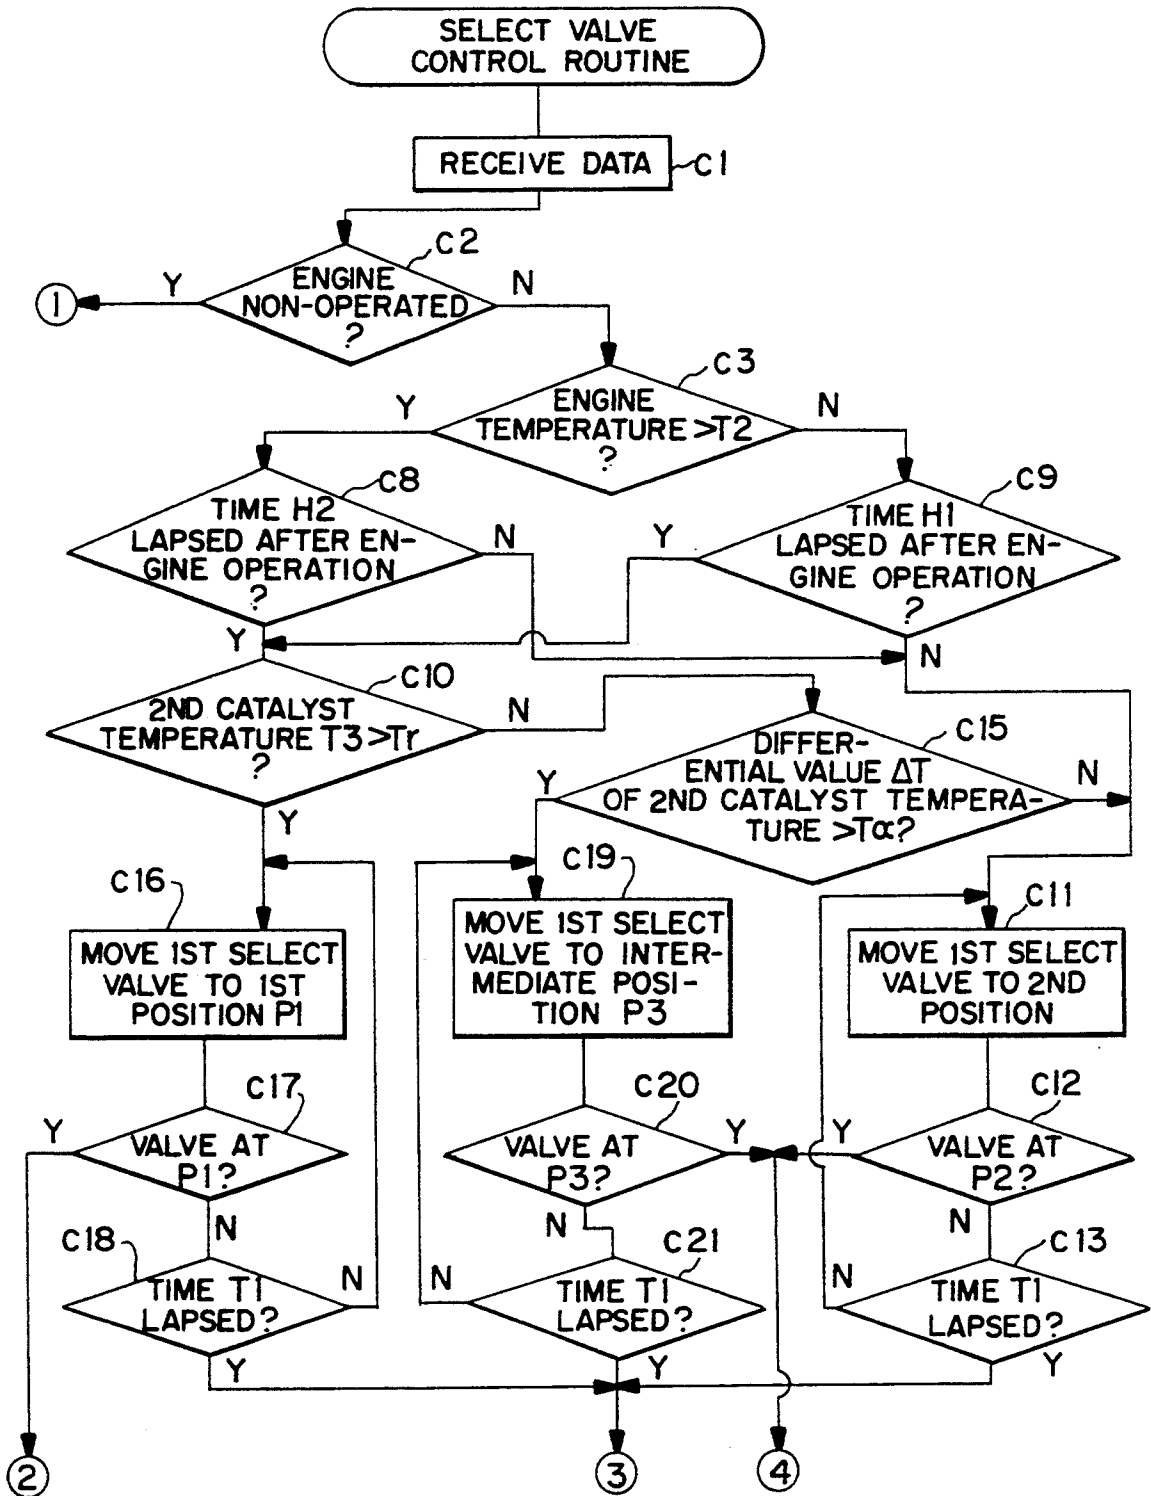 SELECT VALVE
CONTROL ROUTINE
RECEIVE DATA
C1
C2
Y
ENGINE
NON-OPERATED
?
N
1
C3
Y
ENGINE
TEMPERATURE >T2
?
N
C8
TIME H2
LAPSED AFTER EN-
GINE OPERATION
?
N
Y
C9
TIME H1
LAPSED AFTER EN-
GINE OPERATION
?
Y
N
C10
2ND CATALYST
TEMPERATURE T3 >Tr
?
N
Y
C15
DIFFER-
ENTIAL VALUE ΔT
OF 2ND CATALYST TEMPERA-
TURE >Tα?
Y
N
C16
MOVE 1ST SELECT
VALVE TO 1ST
POSITION P1
C19
MOVE 1ST SELECT
VALVE TO INTER-
MEDIATE POSI-
TION P3
C11
MOVE 1ST SELECT
VALVE TO 2ND
POSITION
C17
Y
VALVE AT
P1?
N
C20
VALVE AT
P3?
Y
N
C12
Y
VALVE AT
P2?
N
C18
TIME T1
LAPSED?
N
Y
C21
N
TIME T1
LAPSED?
Y
C13
N
TIME T1
LAPSED?
Y
2
3
4